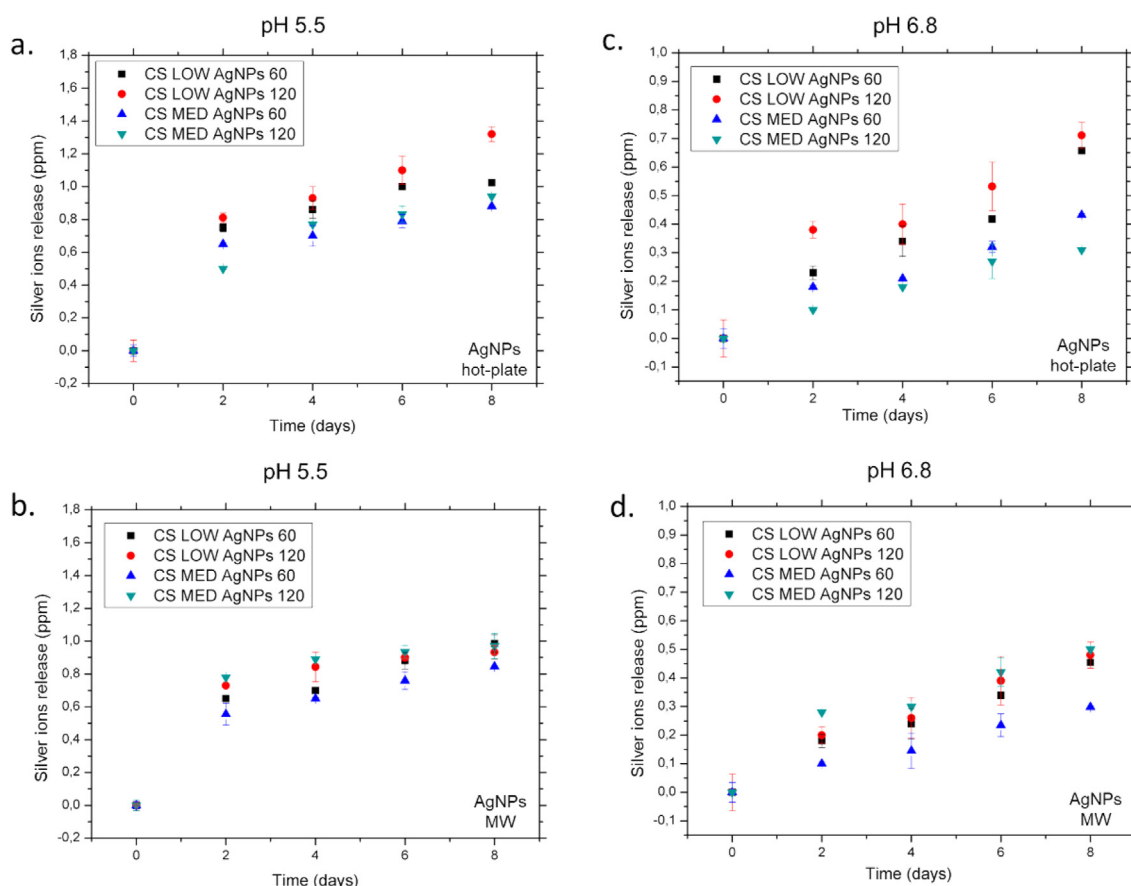 pH 5.5
a.
1,8
1,6
1,4
1,2
1,0
0,8
0,6
0,4
0,2
0,0
-0,2
Silver ions release (ppm)
CS LOW AgNPs 60
CS LOW AgNPs 120
CS MED AgNPs 60
CS MED AgNPs 120
AgNPs
hot-plate
0 2 4 6 8
Time (days)
pH 6.8
c.
1,0
0,9
0,8
0,7
0,6
0,5
0,4
0,3
0,2
0,1
0,0
-0,1
Silver ions release (ppm)
CS LOW AgNPs 60
CS LOW AgNPs 120
CS MED AgNPs 60
CS MED AgNPs 120
AgNPs
hot-plate
0 2 4 6 8
Time (days)
pH 5.5
b.
1,8
1,6
1,4
1,2
1,0
0,8
0,6
0,4
0,2
0,0
-0,2
Silver ions release (ppm)
CS LOW AgNPs 60
CS LOW AgNPs 120
CS MED AgNPs 60
CS MED AgNPs 120
AgNPs
MW
0 2 4 6 8
Time (days)
pH 6.8
d.
1,0
0,9
0,8
0,7
0,6
0,5
0,4
0,3
0,2
0,1
0,0
-0,1
Silver ions release (ppm)
CS LOW AgNPs 60
CS LOW AgNPs 120
CS MED AgNPs 60
CS MED AgNPs 120
AgNPs
MW
0 2 4 6 8
Time (days)